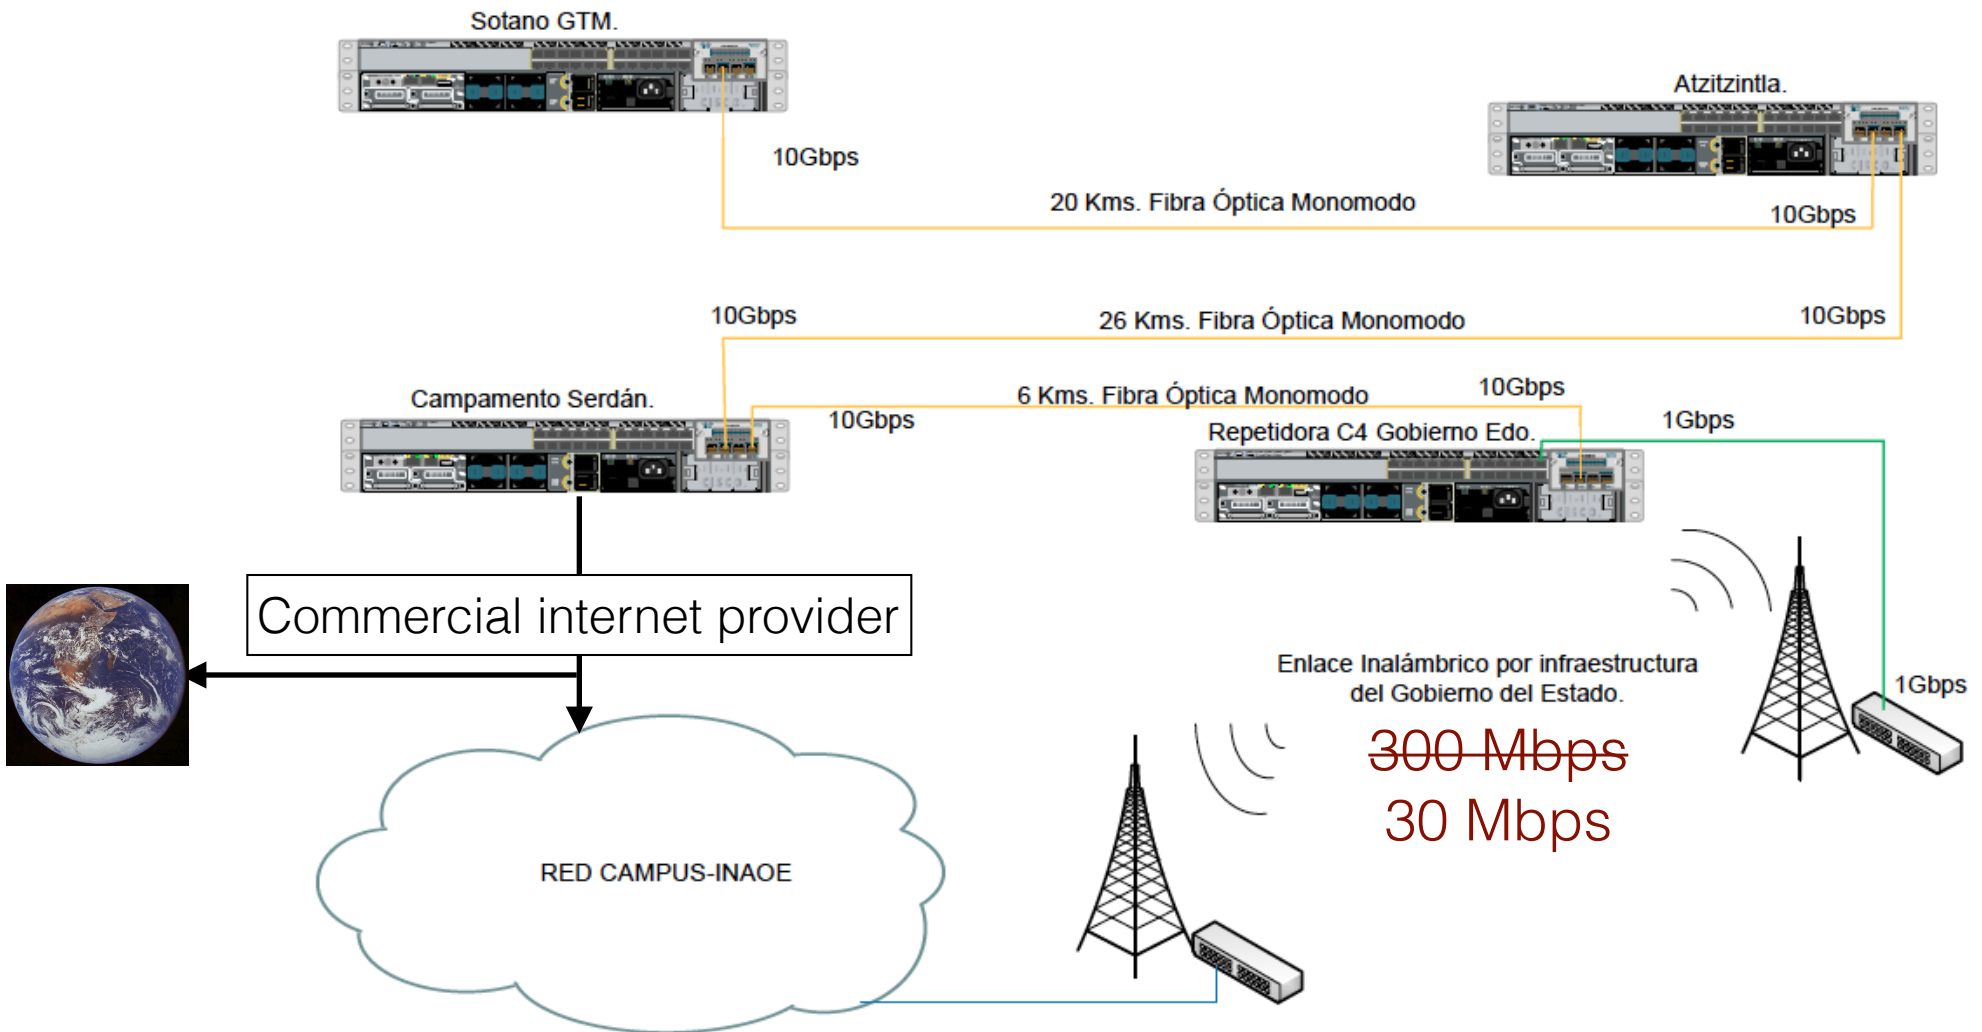 Sotano GTM.
Atzitzintla.
10Gbps
20 Kms. Fibra Óptica Monomodo
10Gbps
10Gbps
26 Kms. Fibra Óptica Monomodo
10Gbps
Campamento Serdán.
10Gbps
6 Kms. Fibra Óptica Monomodo
10Gbps
Repetidora C4 Gobierno Edo.
1Gbps
CISCO
Commercial internet provider
Enlace Inalámbrico por infraestructura
del Gobierno del Estado.
1Gbps
300 Mbps
30 Mbps
RED CAMPUS-INAOE